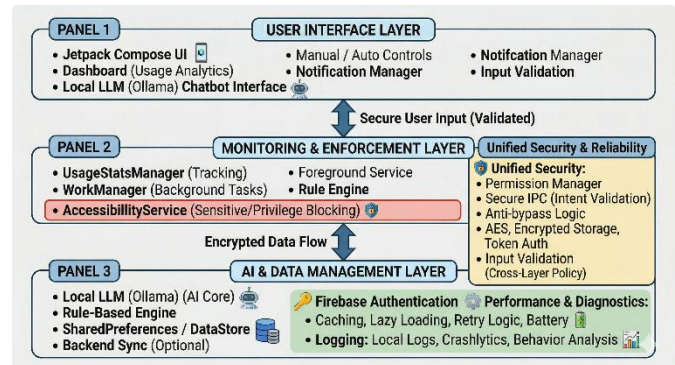 PANEL 1
USER INTERFACE LAYER
• Jetpack Compose UI
• Dashboard (Usage Analytics)
• Local LLM (Ollama) Chatbot Interface
• Manual / Auto Controls
• Notification Manager
• Notifcation Manager
• Input Validation
Secure User Input (Validated)
PANEL 2
MONITORING & ENFORCEMENT LAYER
• UsageStatsManager (Tracking)
• WorkManager (Background Tasks)
• Foreground Service
• Rule Engine
• AccessibillityService (Sensitive/Privilege Blocking)
Unified Security & Reliability
Unified Security:
• Permission Manager
• Secure IPC (Intent Validation)
• Anti-bypass Logic
• AES, Encrypted Storage,
Token Auth
• Input Validation
(Cross-Layer Policy)
Encrypted Data Flow
PANEL 3
AI & DATA MANAGEMENT LAYER
• Local LLM (Ollama) (AI Core)
• Rule-Based Engine
• SharedPreferences / DataStore
• Backend Sync (Optional)
Firebase Authentication
Performance & Diagnostics:
• Caching, Lazy Loading, Retry Logic, Battery
• Logging: Local Logs, Crashlytics, Behavior Analysis